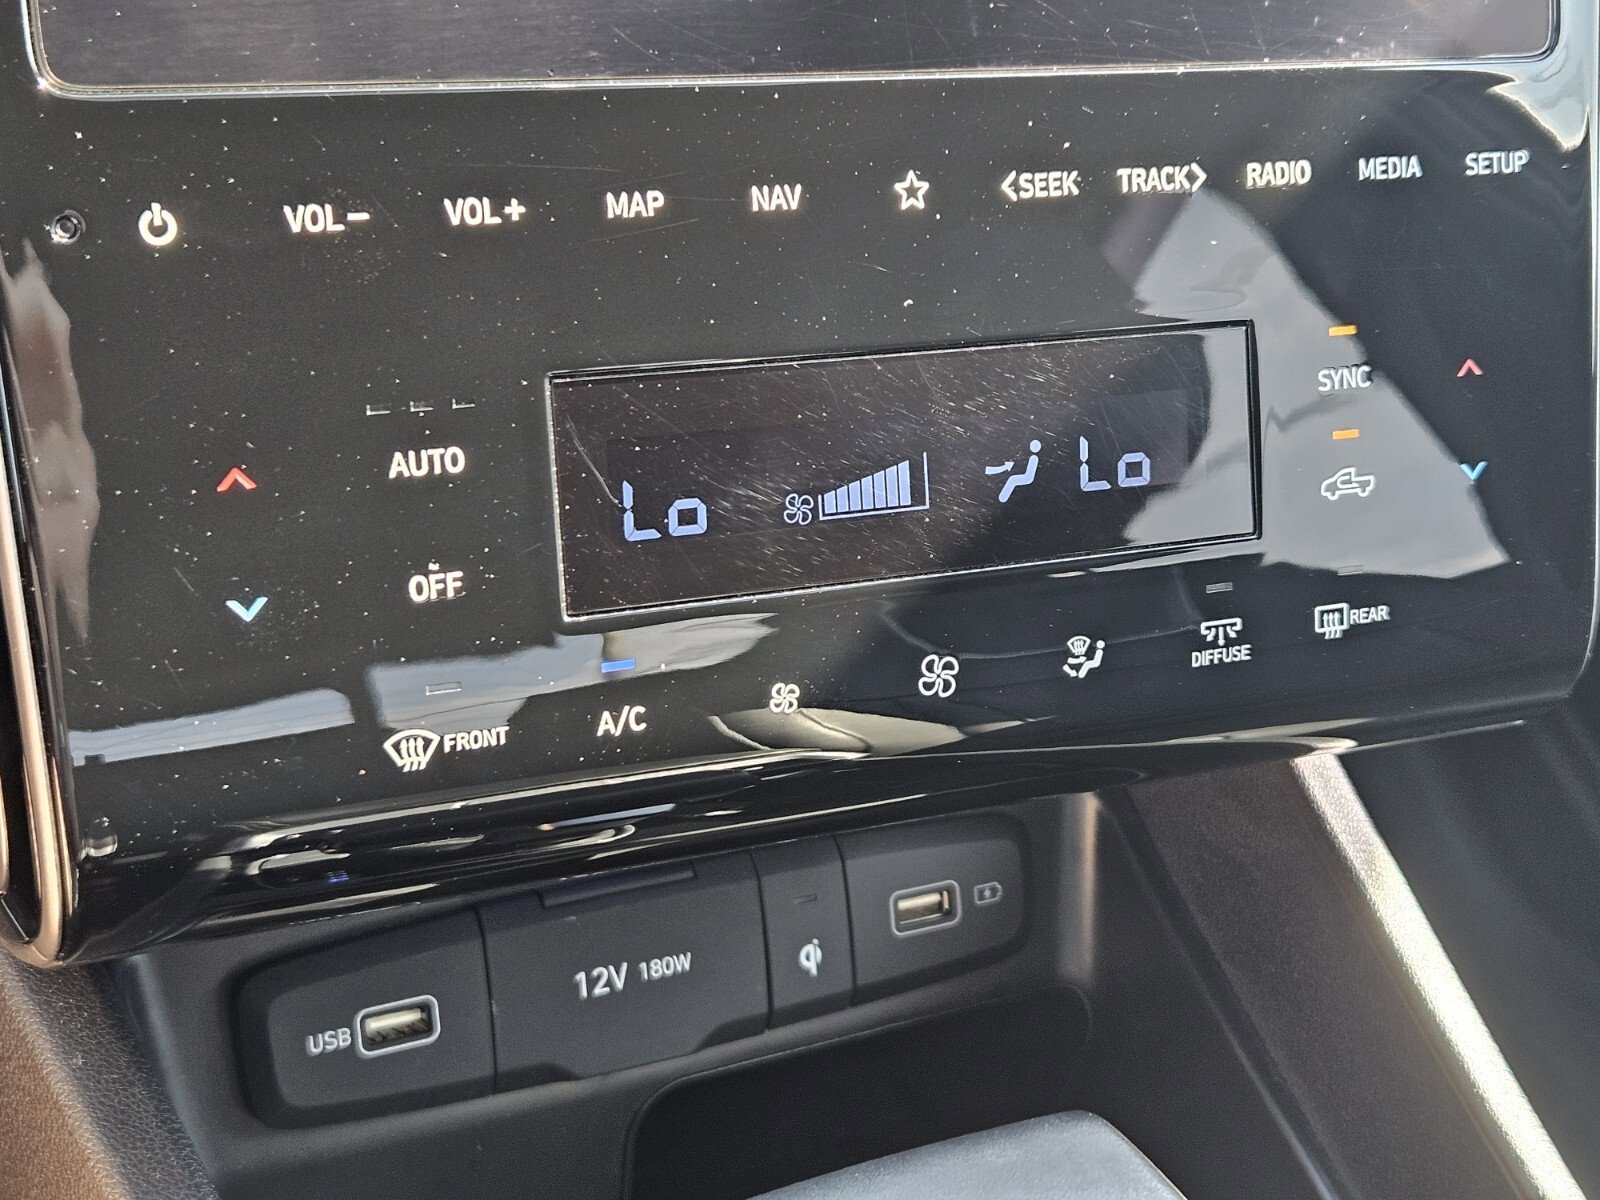 VOL− VOL+ MAP NAV <SEEK TRACK> RADIO MEDIA SETUP
SYNC
AUTO
Lo Lo
OFF
FRONT A/C DIFFUSE REAR
USB 12V 180W